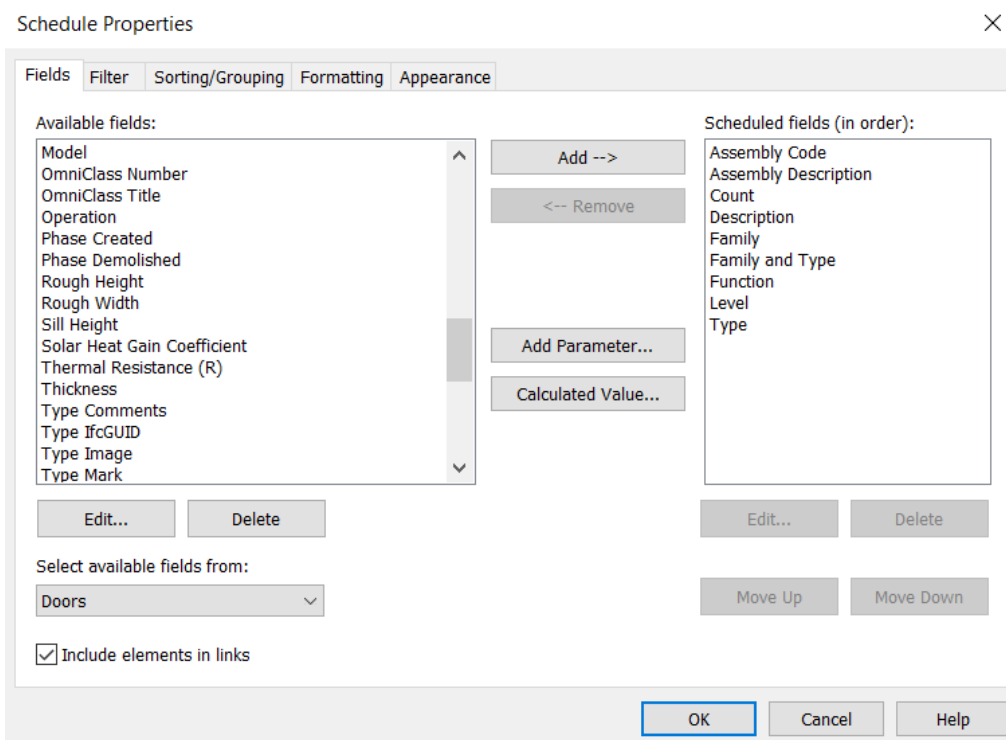 Schedule Properties
Fields Filter Sorting/Grouping Formatting Appearance
Available fields:
Model
OmniClass Number
OmniClass Title
Operation
Phase Created
Phase Demolished
Rough Height
Rough Width
Sill Height
Solar Heat Gain Coefficient
Thermal Resistance (R)
Thickness
Type Comments
Type IfcGUID
Type Image
Type Mark
Edit...
Delete
Select available fields from:
Doors
Include elements in links
Add -->
<-- Remove
Add Parameter...
Calculated Value...
Scheduled fields (in order):
Assembly Code
Assembly Description
Count
Description
Family
Family and Type
Function
Level
Type
Edit...
Delete
Move Up
Move Down
OK
Cancel
Help